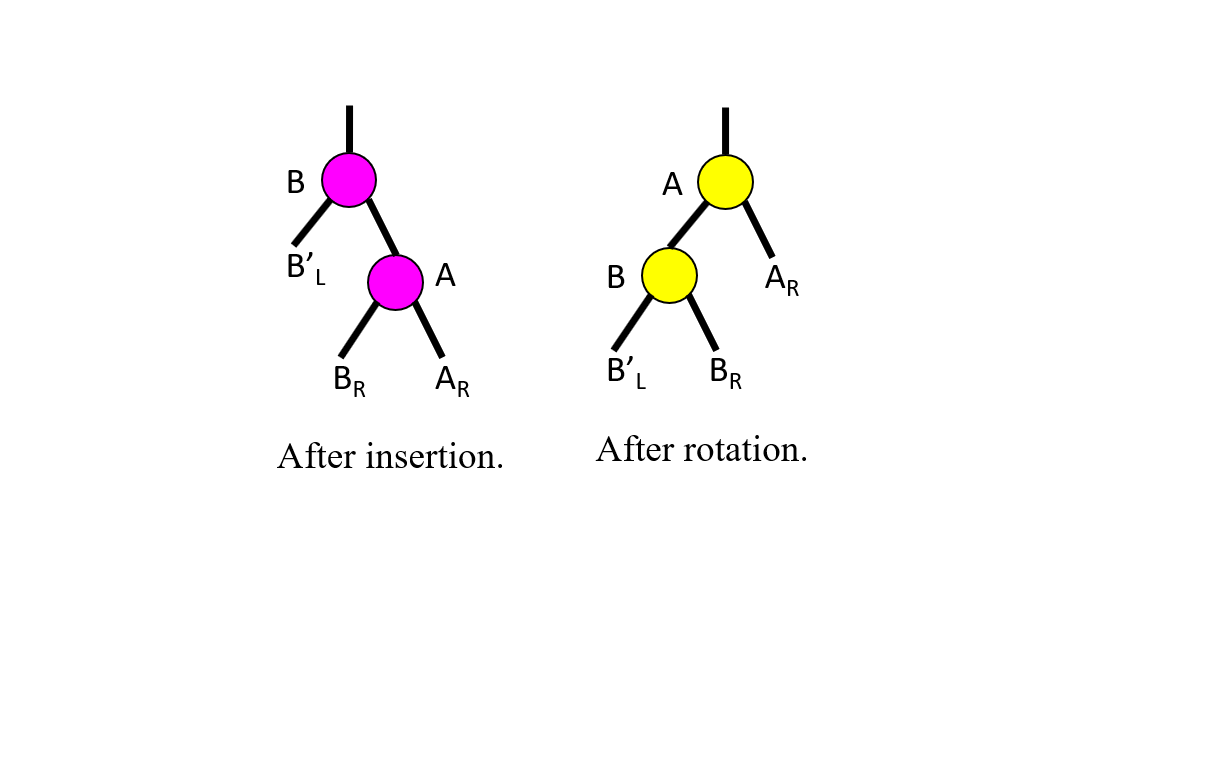 B
B’L
A
BR
AR
After insertion.
A
B
AR
B’L
BR
After rotation.